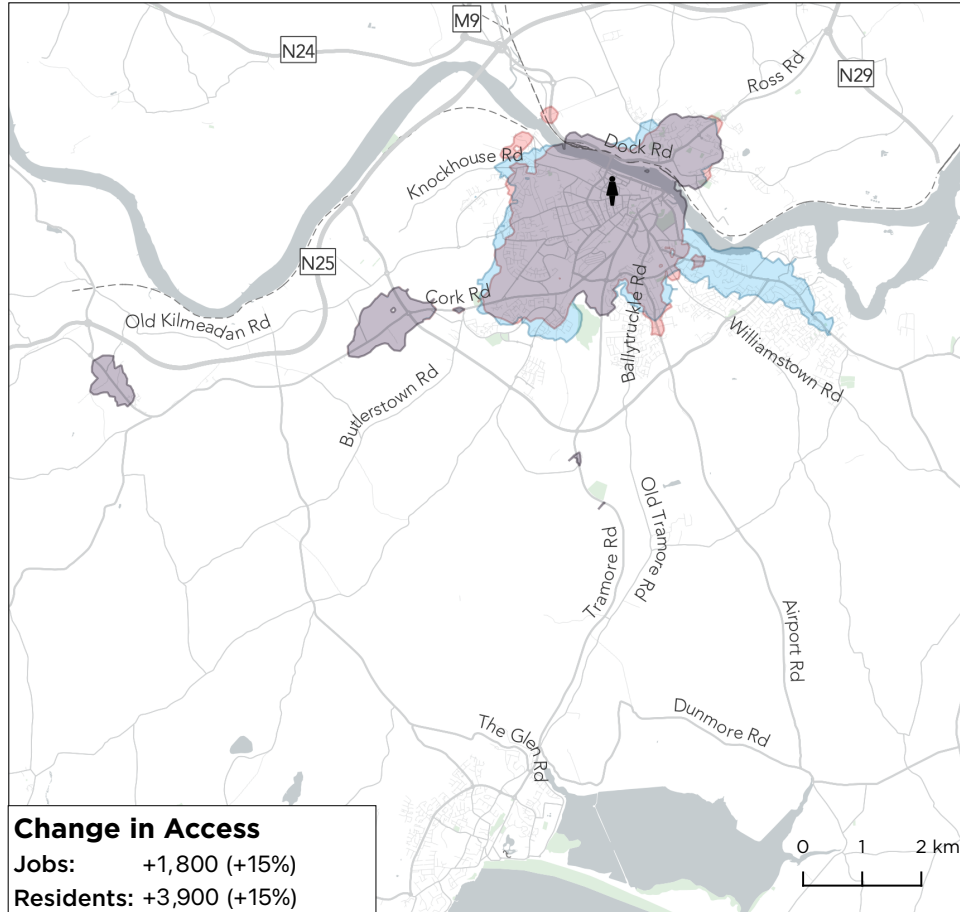 M9
N24
Ross Rd
N29
Dock Rd
Knockhouse Rd
N25
Cork Rd
Old Kilmeadan Rd
Ballytruckle Rd
Williamstown Rd
Butlerstown Rd
Old Tramore Rd
Tramore Rd
Airport Rd
Dunmore Rd
The Glen Rd
Change in Access
Jobs: +1,800 (+15%)
Residents: +3,900 (+15%)
0 1 2 km